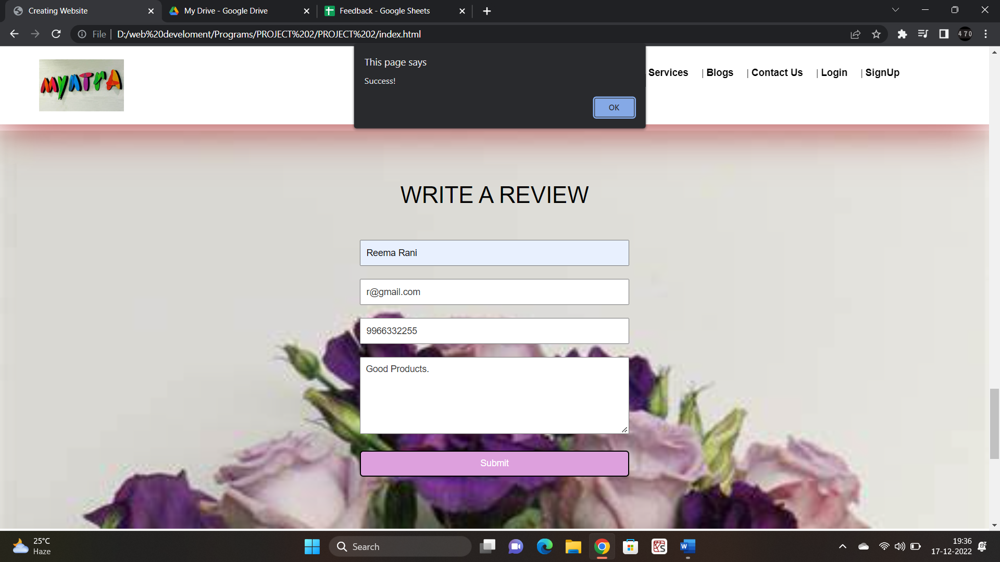 Creating Website
My Drive - Google Drive
Feedback - Google Sheets
File | D:/web%20develoment/Programs/PROJECT%202/PROJECT%202/index.html
470
MYNTRA
This page says
Success!
OK
| Services | Blogs | Contact Us | Login | SignUp
WRITE A REVIEW
Reema Rani
r@gmail.com
9966332255
Good Products.
Submit
25°C
Haze
Search
19:36
17-12-2022